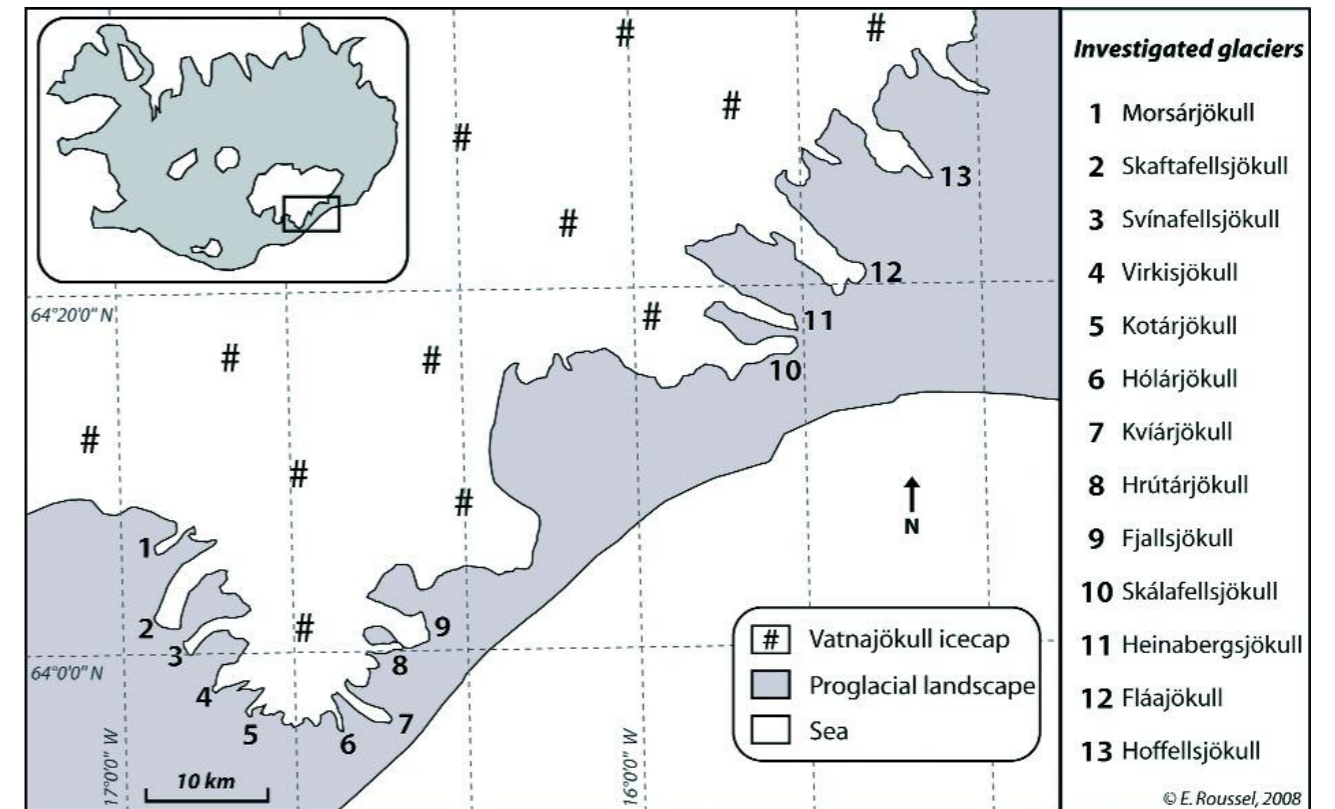 #
#
#
#
13
#
12
64°20'0" N
#
11
#
#
10
#
#
#
1
2
#
9
3
8
64°0'0" N
4
7
5
6
17°0'0" W
10 km
16°0'0" W
N
# Vatnajökull icecap
Proglacial landscape
Sea
Investigated glaciers
1 Morsárjökull
2 Skaftafellsjökull
3 Svínafellsjökull
4 Virkisjökull
5 Kotárjökull
6 Hólárjökull
7 Kvíárjökull
8 Hrútárjökull
9 Fjallsjökull
10 Skálafellsjökull
11 Heinabergsjökull
12 Fláajökull
13 Hoffellsjökull
© E. Roussel, 2008